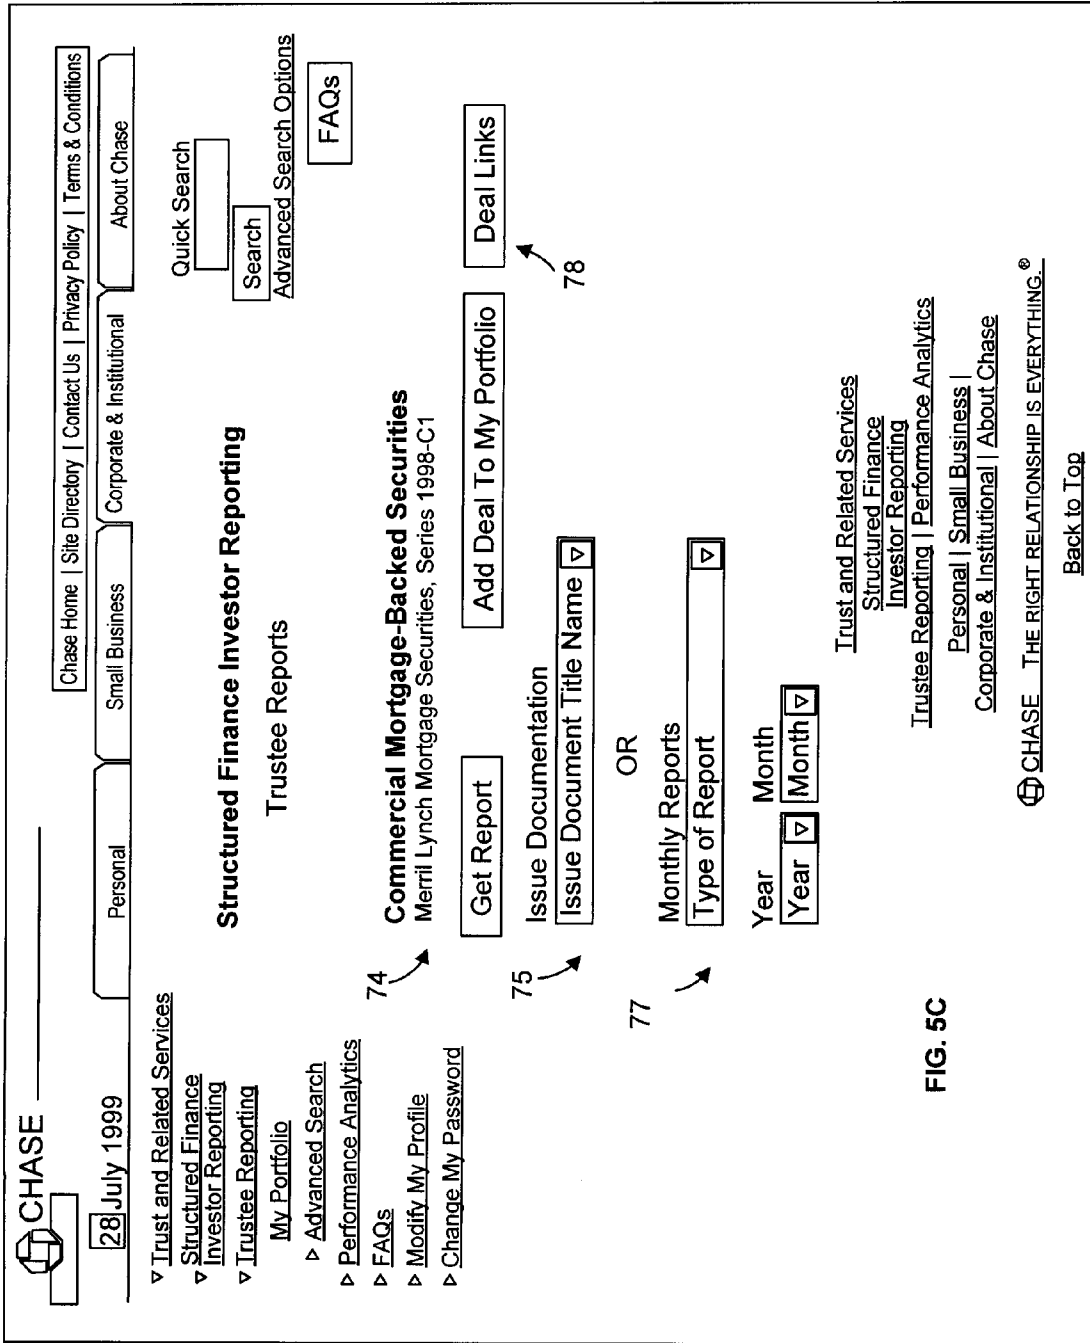 CHASE
Chase Home | Site Directory | Contact Us | Privacy Policy | Terms & Conditions
28 July 1999
Personal
Small Business
Corporate & Institutional
About Chase
▿ Trust and Related Services
▿ Structured Finance
Investor Reporting
▿ Trustee Reporting
My Portfolio
▹ Advanced Search
▹ Performance Analytics
▹ FAQs
▹ Modify My Profile
▹ Change My Password
Structured Finance Investor Reporting
Trustee Reports
Quick Search
Search
Advanced Search Options
FAQs
74
Commercial Mortgage-Backed Securities
Merril Lynch Mortgage Securities, Series 1998-C1
Get Report
Add Deal To My Portfolio
Deal Links
78
75
Issue Documentation
Issue Document Title Name ▿
OR
77
Monthly Reports
Type of Report ▿
Year Month
Year ▿ Month ▿
Trust and Related Services
Structured Finance
Investor Reporting
Trustee Reporting | Performance Analytics
Personal | Small Business |
Corporate & Institutional | About Chase
CHASE THE RIGHT RELATIONSHIP IS EVERYTHING.®
Back to Top
FIG. 5C